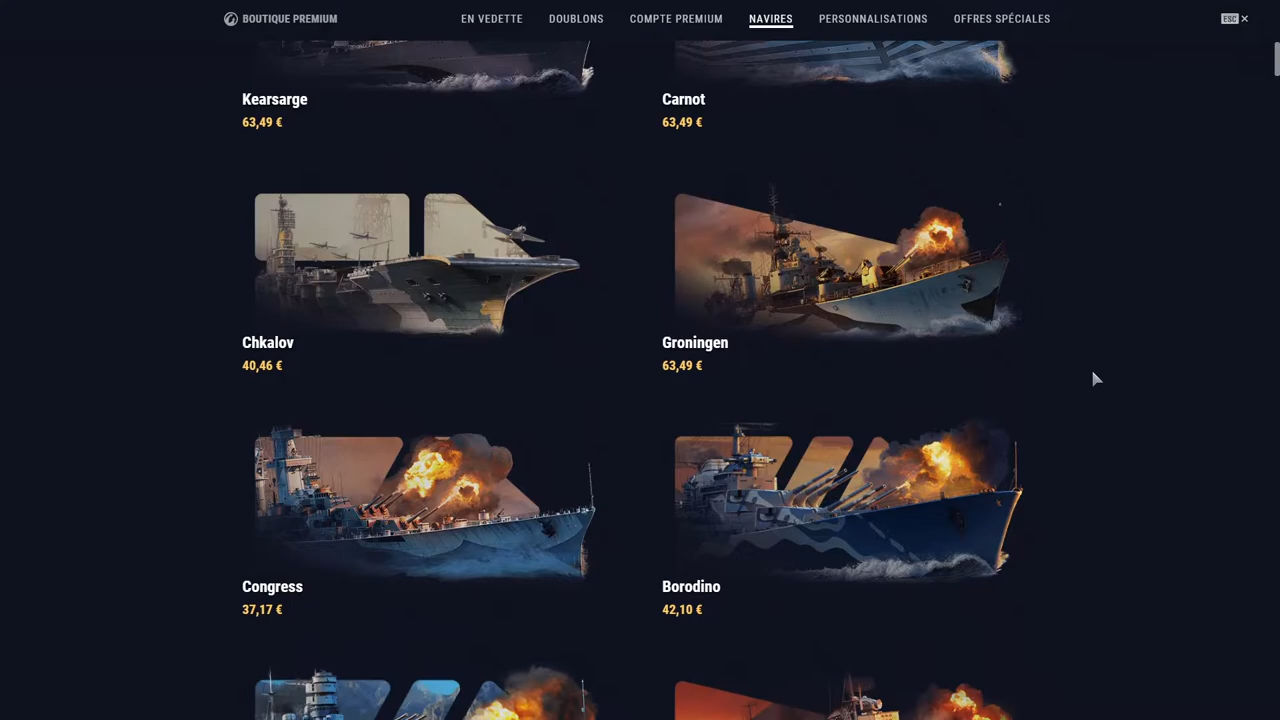 BOUTIQUE PREMIUM EN VEDETTE DOUBLONS COMPTE PREMIUM NAVIRES PERSONNALISATIONS OFFRES SPÉCIALES ESC ×
Kearsarge
63,49 €
Carnot
63,49 €
Chkalov
40,46 €
Groningen
63,49 €
Congress
37,17 €
Borodino
42,10 €